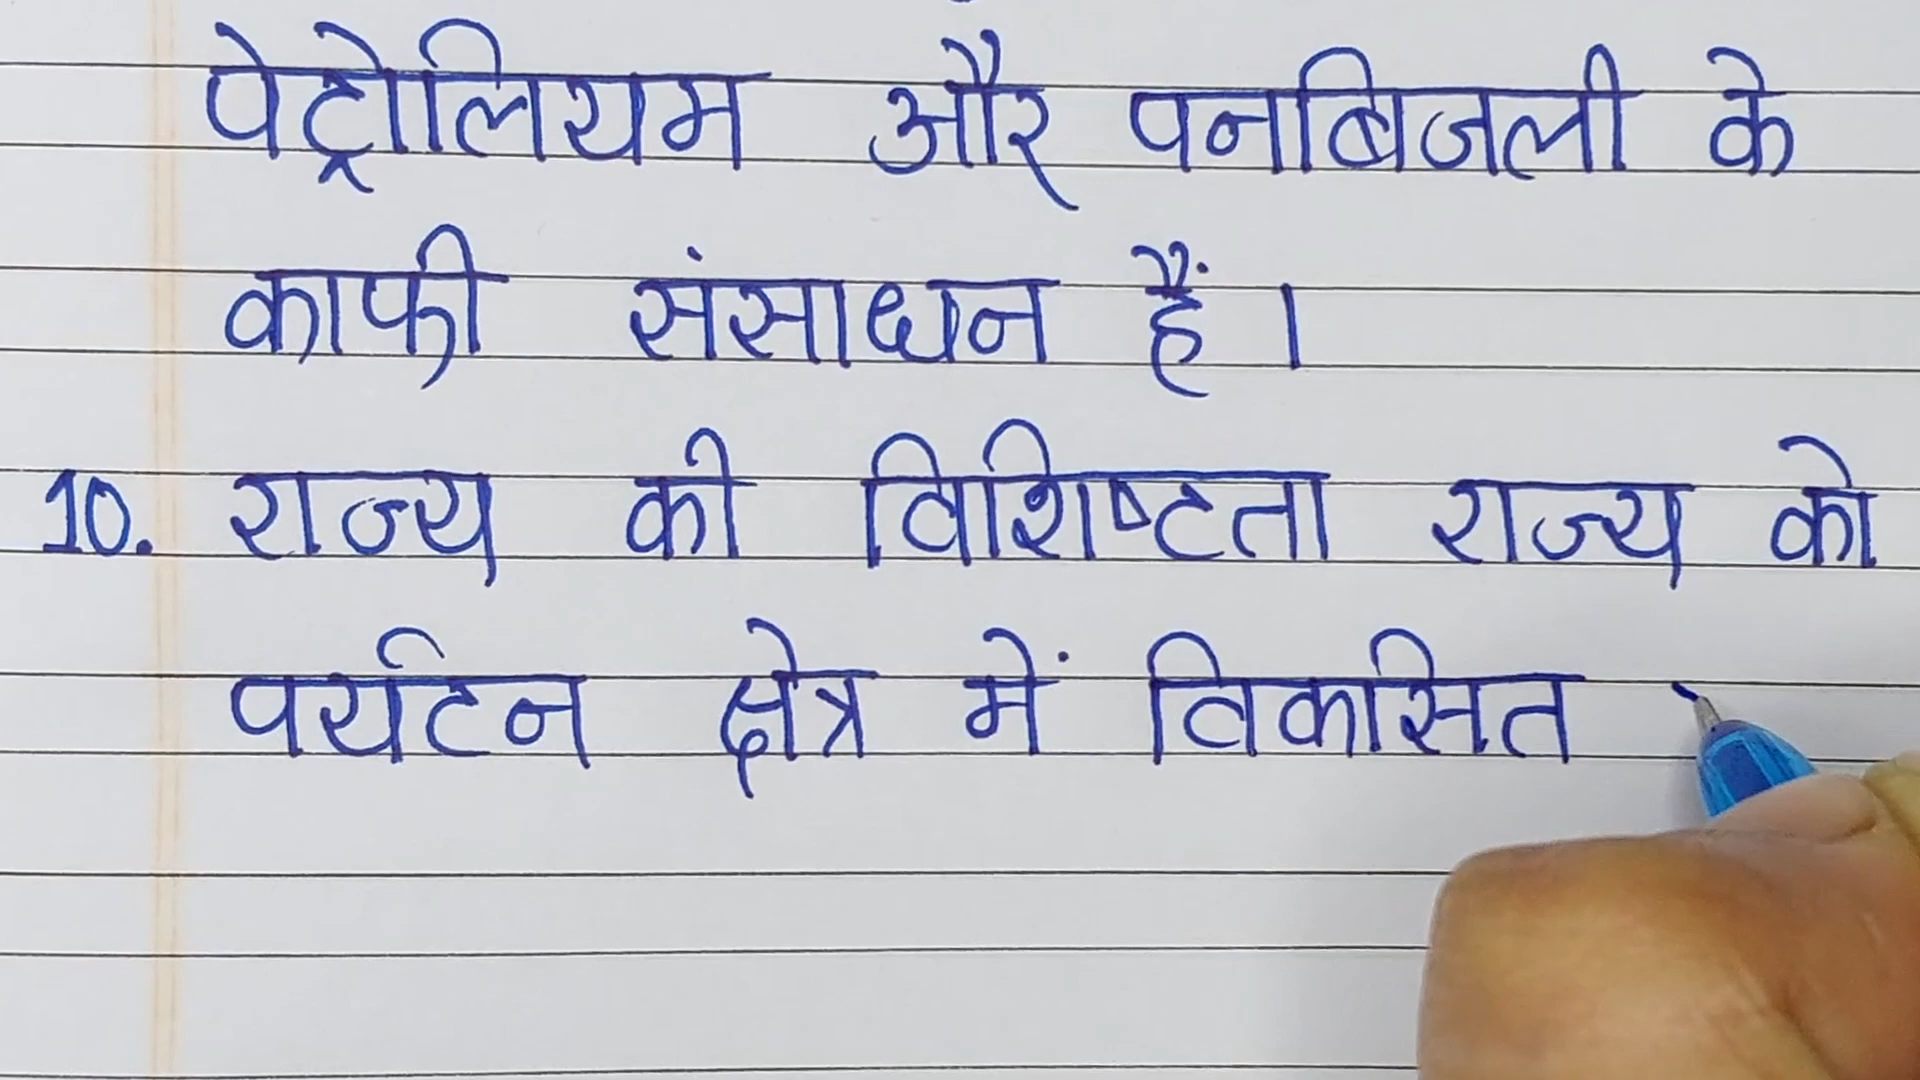 पेट्रोलियम और पनबिजली के
काफी संसाधन हैं।
10. राज्य की विशिष्टता राज्य को
पर्यटन क्षेत्र में विकसित